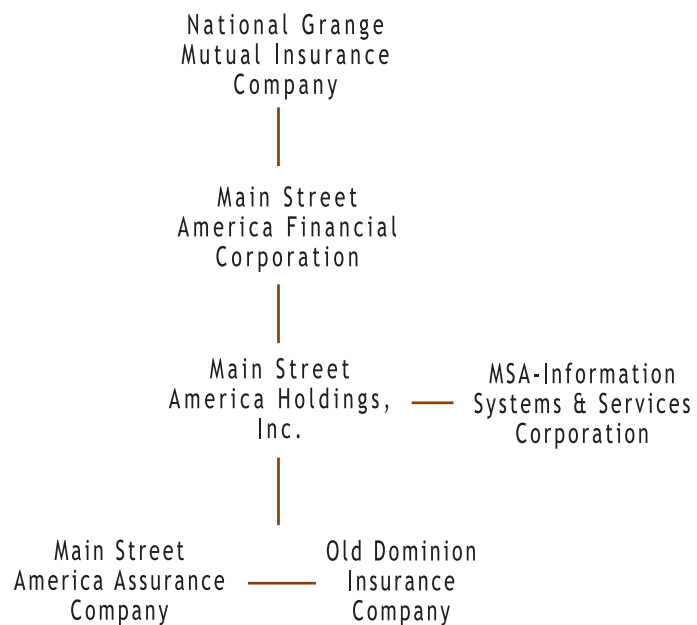 National Grange
Mutual Insurance
Company
Main Street
America Financial
Corporation
Main Street
America Holdings,
Inc.
MSA-Information
Systems & Services
Corporation
Main Street
America Assurance
Company
Old Dominion
Insurance
Company